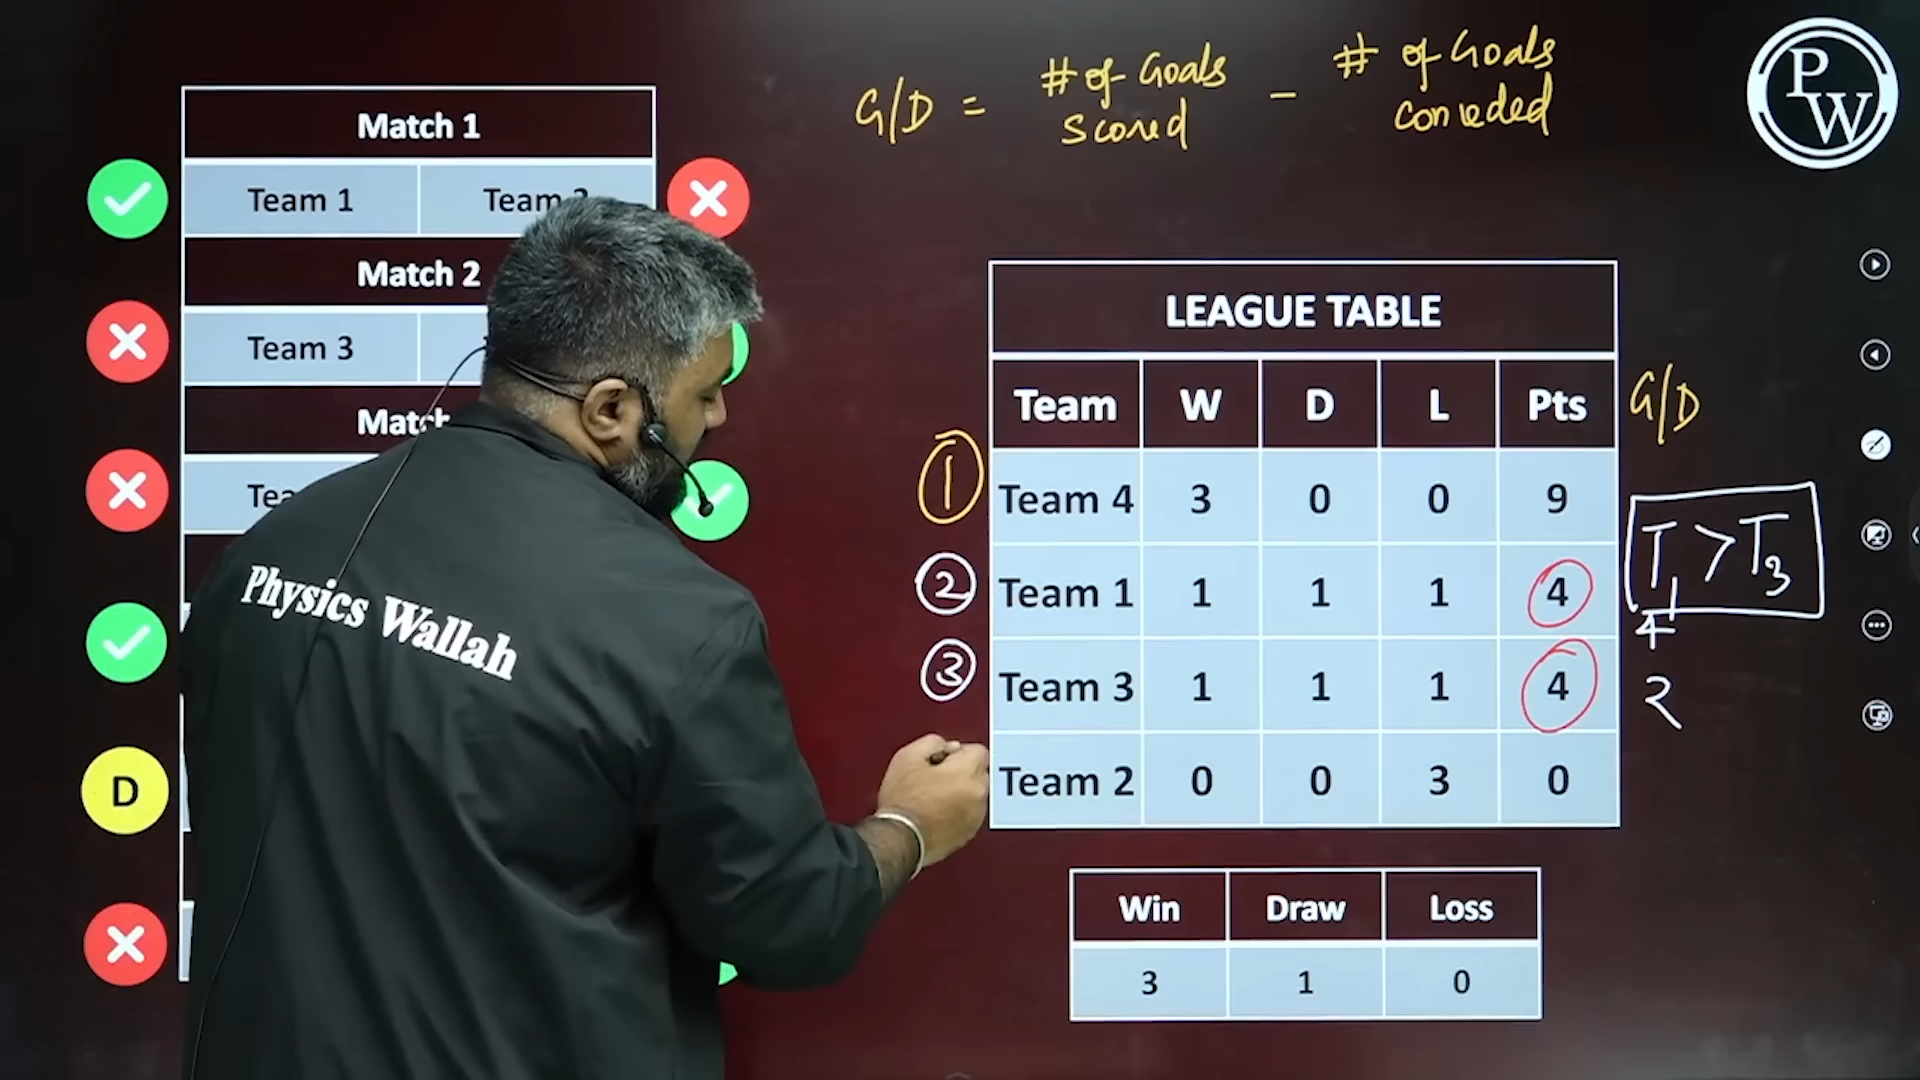 G/D = # of Goals scored - # of Goals conceded
PW
Match 1
Team 1
Team
Match 2
Team 3
LEAGUE TABLE
Team W D L Pts G/D
1 Team 4 3 0 0 9
2 Team 1 1 1 1 4 T1 > T3
4
3 Team 3 1 1 1 4 2
Team 2 0 0 3 0
D
Physics Wallah
Win Draw Loss
3 1 0